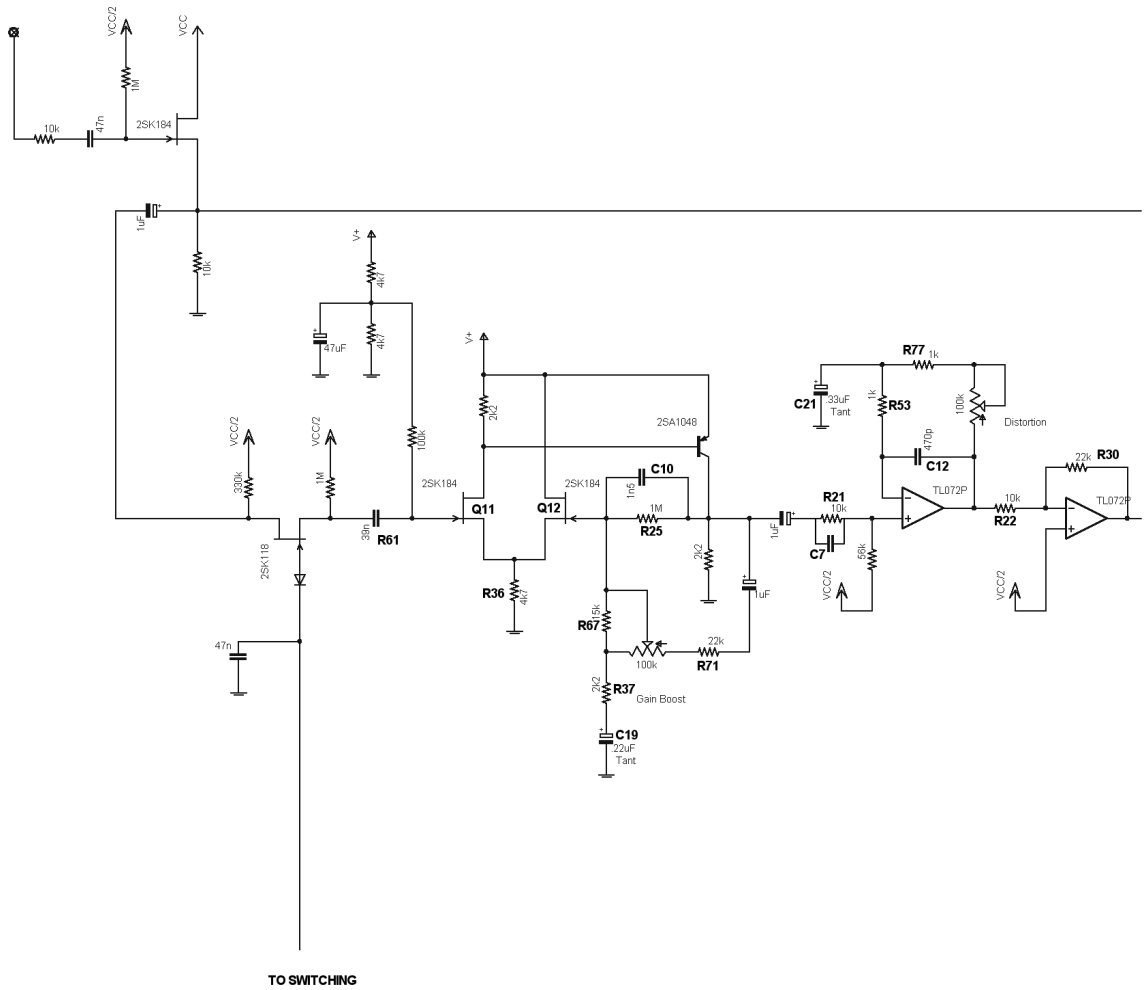 VCC/2
VCC
1M
10k
47n
2SK184
1uF
+
10k
V+
4k7
+
47uF
4k7
V+
2k2
100k
VCC/2
VCC/2
330k
1M
39n
R61
2SK184
Q11
Q12
2SK184
2SA1048
C10
1n5
1M
R25
2k2
R36
4k7
2SK118
47n
R67
15k
100k
22k
R71
+
1uF
2k2
R37
Gain Boost
+
C19
.22uF
Tant
+
1uF
R21
10k
C7
56k
VCC/2
R77
1k
+
C21
.33uF
Tant
1k
R53
100k
Distortion
470p
C12
TL072P
-
+
10k
R22
22k
R30
TL072P
-
+
VCC/2
TO SWITCHING